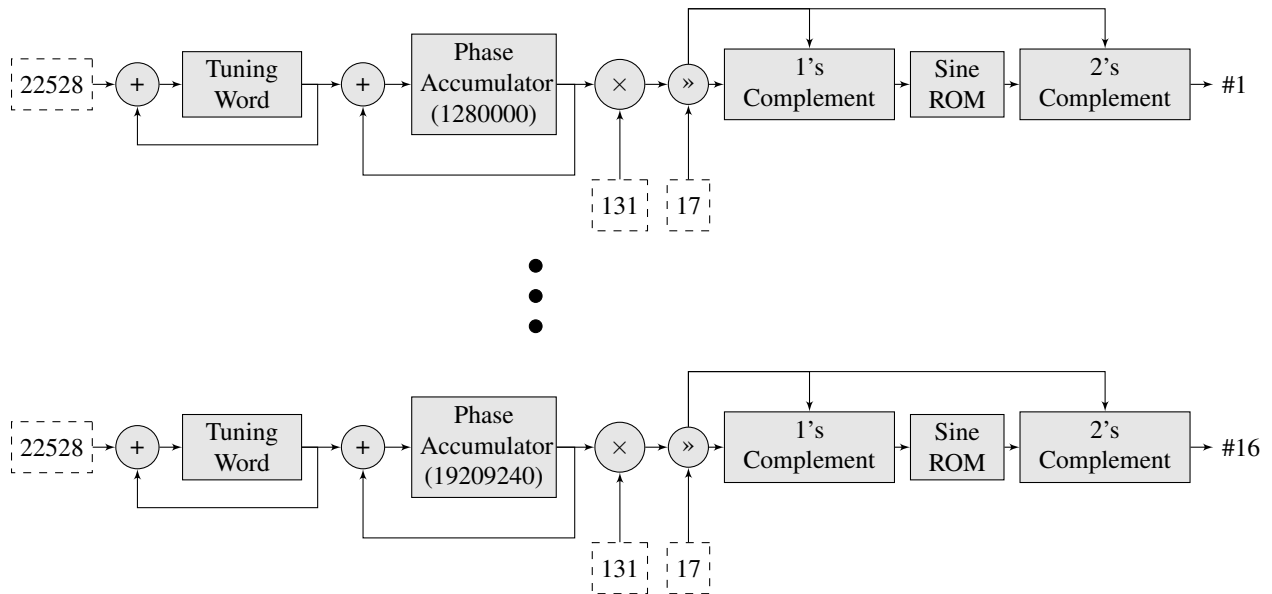 22528
+
Tuning
Word
+
Phase
Accumulator
(1280000)
×
»
1's
Complement
Sine
ROM
2's
Complement
#1
131
17
22528
+
Tuning
Word
+
Phase
Accumulator
(19209240)
×
»
1's
Complement
Sine
ROM
2's
Complement
#16
131
17